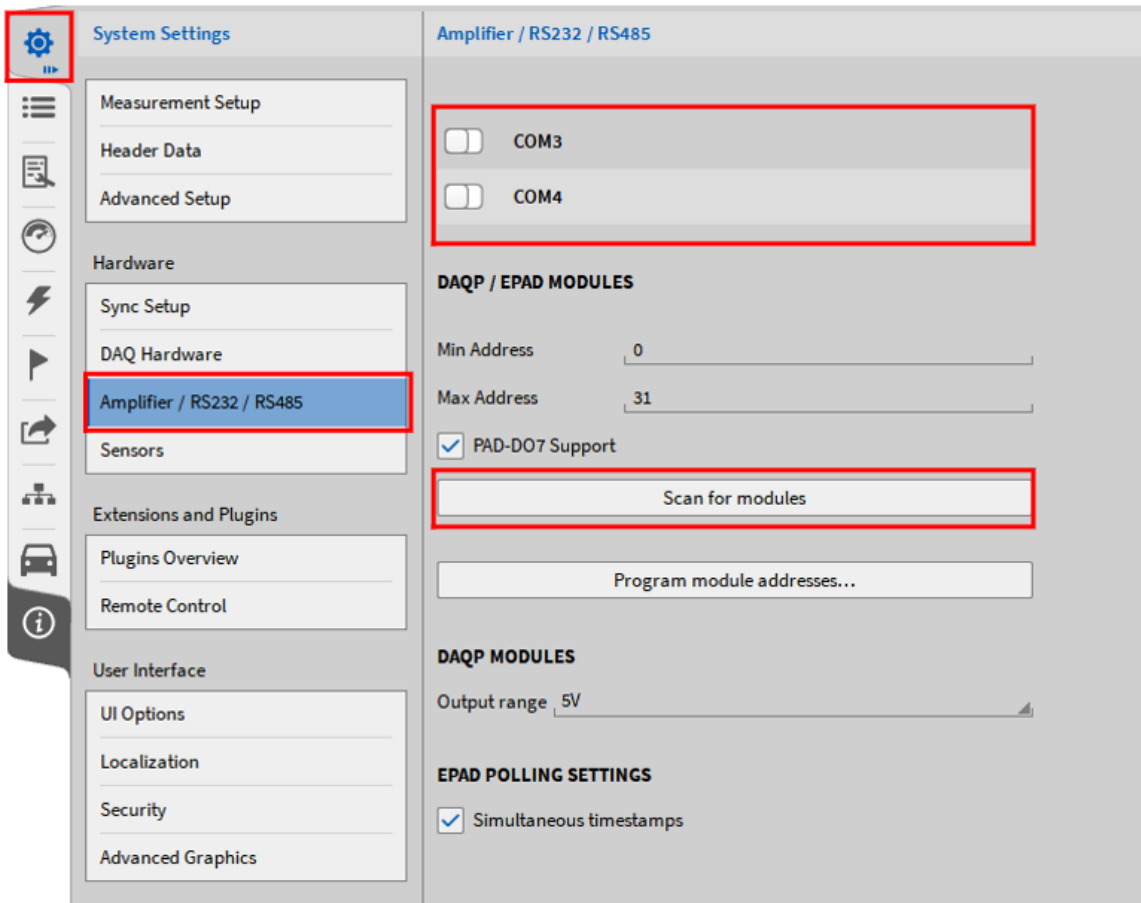 System Settings
Measurement Setup
Header Data
Advanced Setup
Hardware
Sync Setup
DAQ Hardware
Amplifier / RS232 / RS485
Sensors
Extensions and Plugins
Plugins Overview
Remote Control
User Interface
UI Options
Localization
Security
Advanced Graphics
Amplifier / RS232 / RS485
COM3
COM4
DAQP / EPAD MODULES
Min Address 0
Max Address 31
PAD-DO7 Support
Scan for modules
Program module addresses...
DAQP MODULES
Output range 5V
EPAD POLLING SETTINGS
Simultaneous timestamps